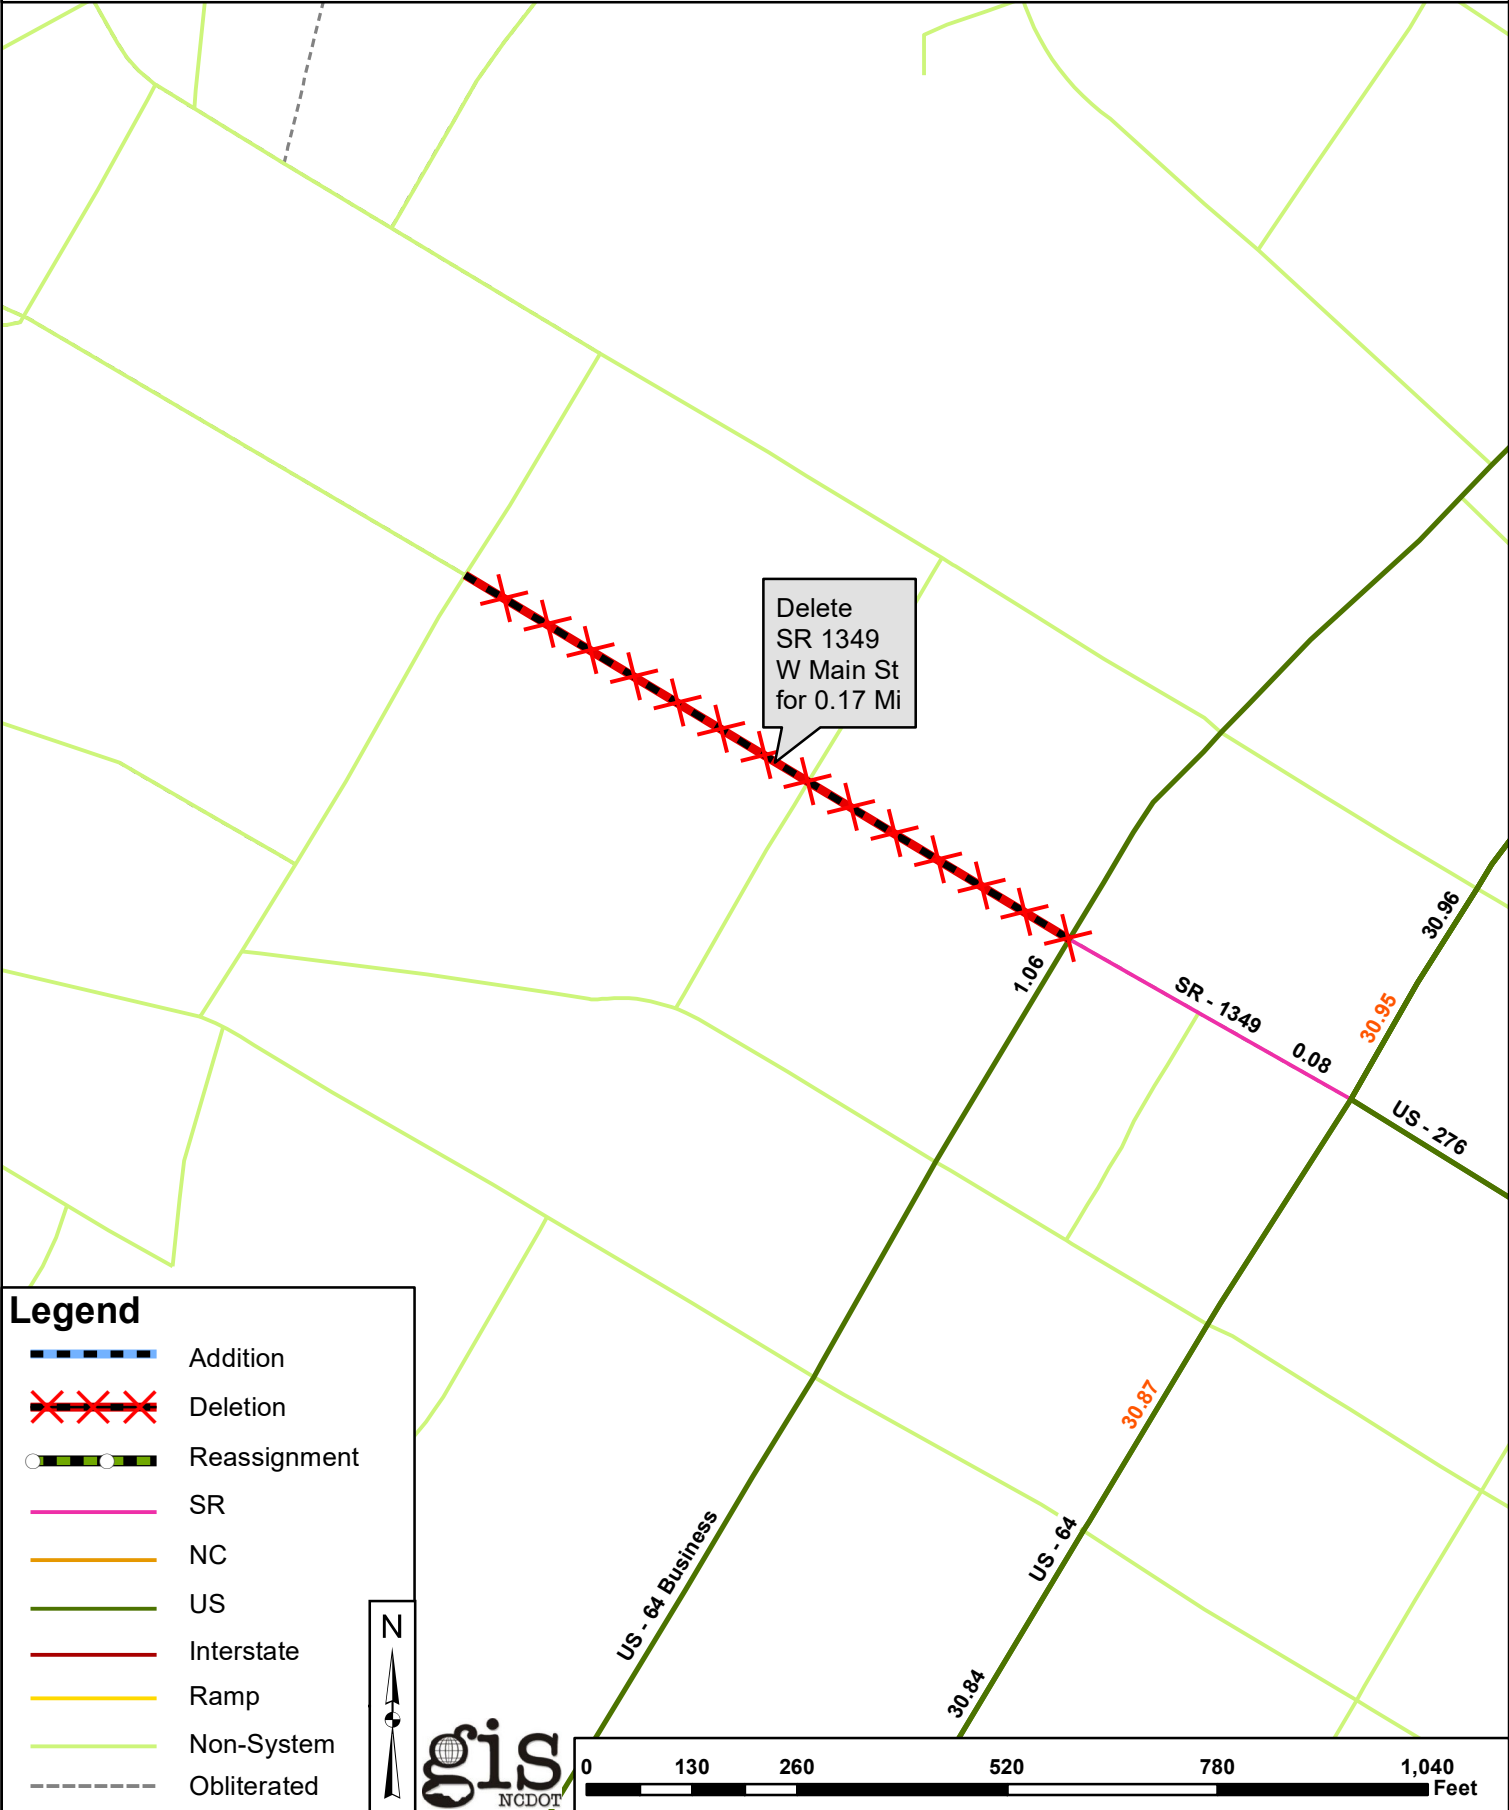 Delete
SR 1349
W Main St
for 0.17 Mi
30.96
1.06
30.95
SR - 1349
0.08
US - 276
30.87
US - 64 Business
US - 64
30.84
Legend
Addition
Deletion
Reassignment
SR
NC
US
Interstate
Ramp
Non-System
Obliterated
N
gis
NCDOT
0 130 260 520 780 1,040
Feet